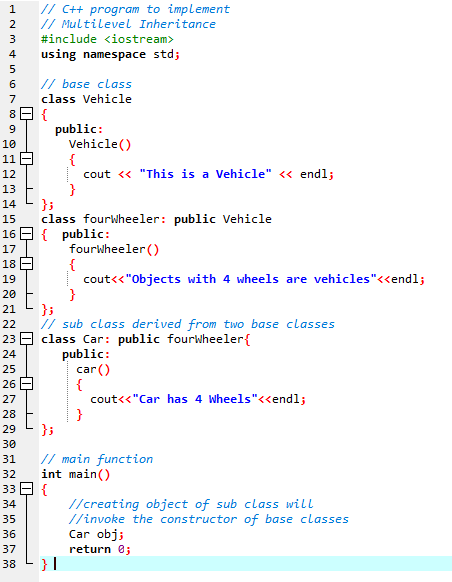 1 // C++ program to implement
2 // Multilevel Inheritance
3 #include <iostream>
4 using namespace std;
5
6 // base class
7 class Vehicle
8 {
9 public:
10 Vehicle()
11 {
12 cout << "This is a Vehicle" << endl;
13 }
14 };
15 class fourWheeler: public Vehicle
16 { public:
17 fourWheeler()
18 {
19 cout<<"Objects with 4 wheels are vehicles"<<endl;
20 }
21 };
22 // sub class derived from two base classes
23 class Car: public fourWheeler{
24 public:
25 car()
26 {
27 cout<<"Car has 4 Wheels"<<endl;
28 }
29 };
30
31 // main function
32 int main()
33 {
34 //creating object of sub class will
35 //invoke the constructor of base classes
36 Car obj;
37 return 0;
38 }